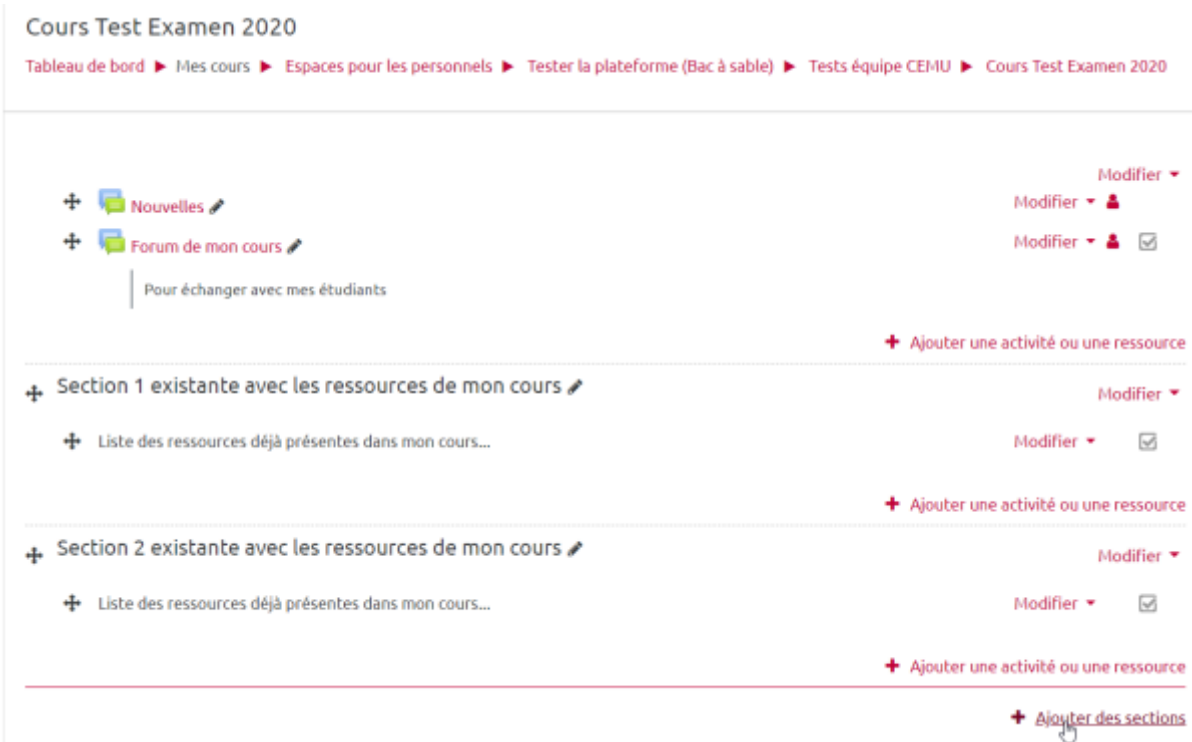 Cours Test Examen 2020
Tableau de bord ▶ Mes cours ▶ Espaces pour les personnels ▶ Tester la plateforme (Bac à sable) ▶ Tests équipe CEMU ▶ Cours Test Examen 2020
Modifier
Nouvelles Modifier
Forum de mon cours Modifier
Pour échanger avec mes étudiants
+ Ajouter une activité ou une ressource
Section 1 existante avec les ressources de mon cours
Modifier
Liste des ressources déjà présentes dans mon cours... Modifier
+ Ajouter une activité ou une ressource
Section 2 existante avec les ressources de mon cours
Modifier
Liste des ressources déjà présentes dans mon cours... Modifier
+ Ajouter une activité ou une ressource
+ Ajouter des sections